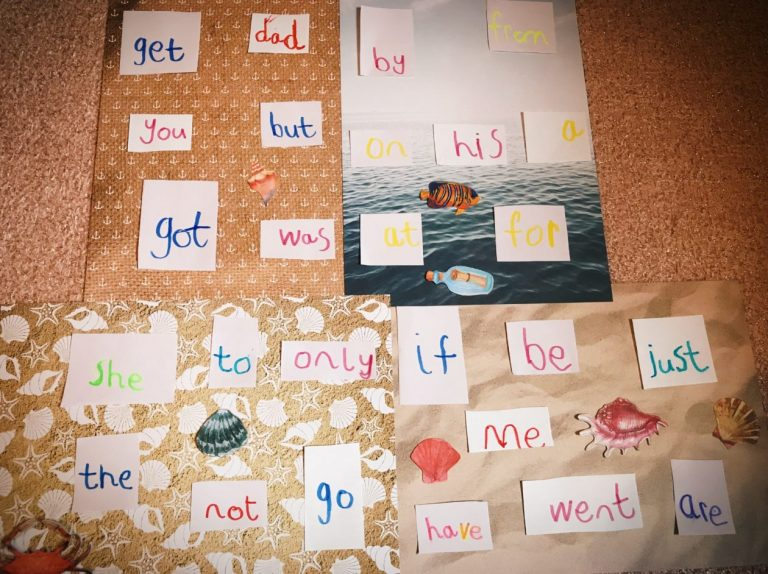 get
dad
you
but
got
was
by
from
on
his
a
at
for
she
to
only
the
not
go
if
be
just
me
have
went
are